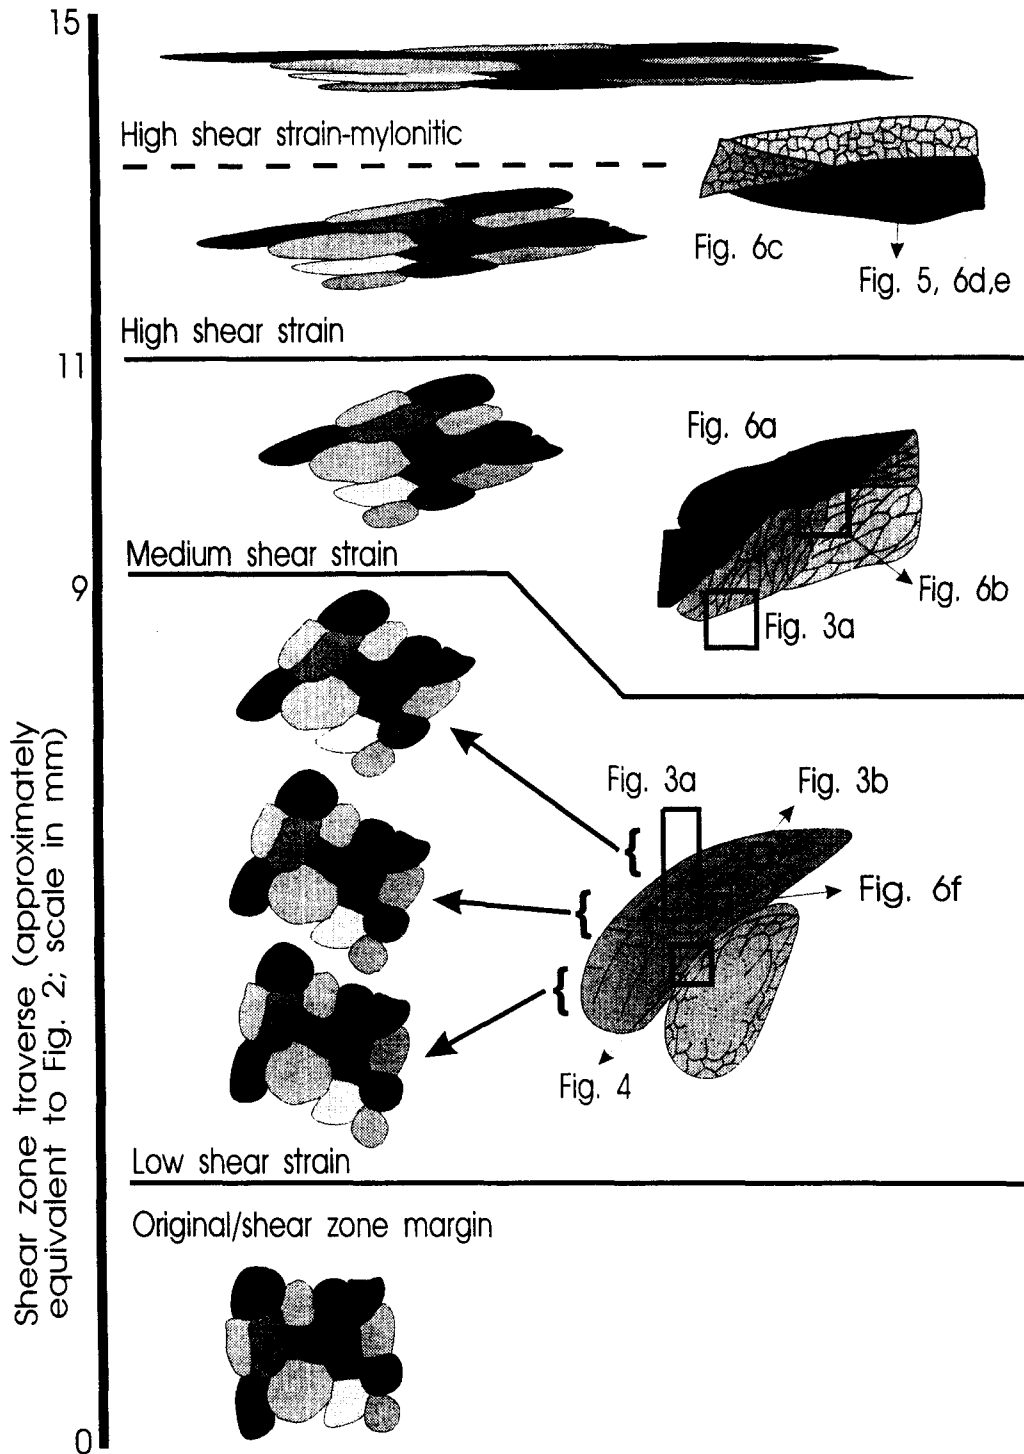 15
High shear strain-mylonitic
Fig. 6c
Fig. 5, 6d,e
High shear strain
11
Fig. 6a
Medium shear strain
9
Fig. 6b
Fig. 3a
Fig. 3a
Fig. 3b
Fig. 6f
Fig. 4
Low shear strain
Original/shear zone margin
0
Shear zone traverse (approximately
equivalent to Fig. 2; scale in mm)